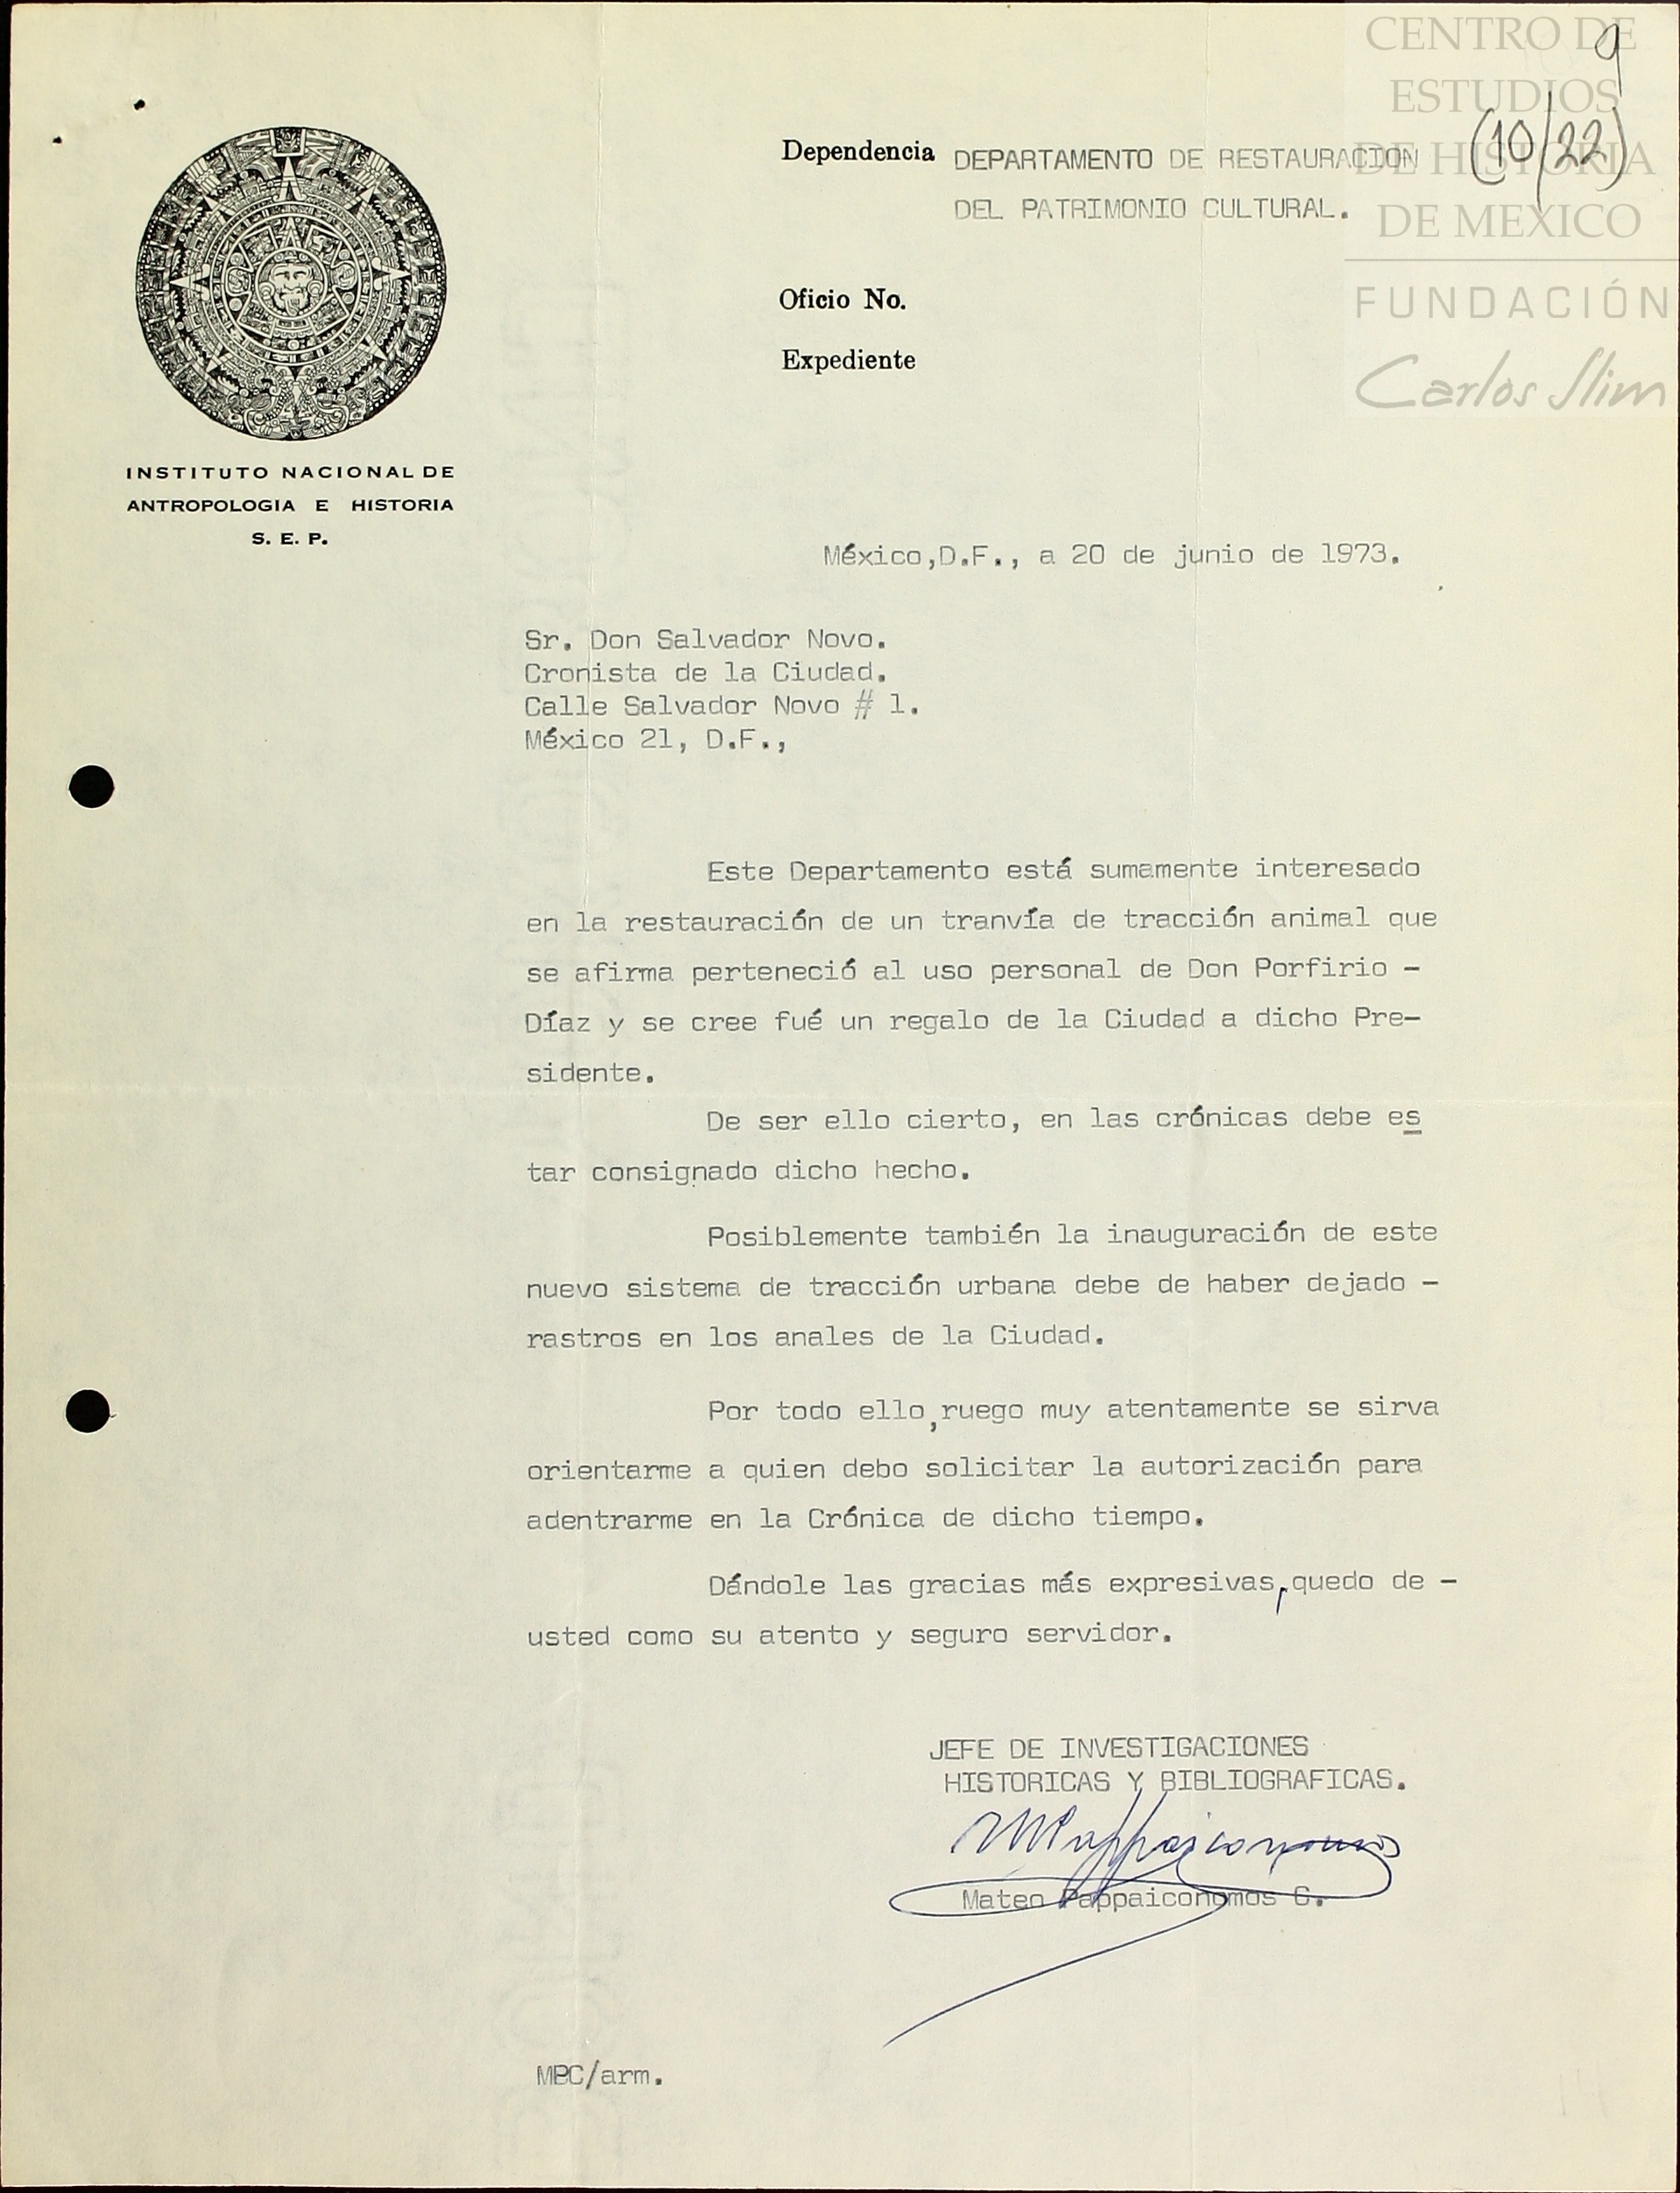 CENTRO DE
ESTUDIOS
DE HISTORIA
DE MEXICO
FUNDACIÓN
Carlos Slim
9
(10/22)
INSTITUTO NACIONAL DE
ANTROPOLOGIA E HISTORIA
S. E. P.
Dependencia DEPARTAMENTO DE RESTAURACION
DEL PATRIMONIO CULTURAL.
Oficio No.
Expediente
México,D.F., a 20 de junio de 1973.
Sr. Don Salvador Novo.
Cronista de la Ciudad.
Calle Salvador Novo # 1.
México 21, D.F.,
Este Departamento está sumamente interesado
en la restauración de un tranvía de tracción animal que
se afirma perteneció al uso personal de Don Porfirio -
Díaz y se cree fué un regalo de la Ciudad a dicho Pre-
sidente.
De ser ello cierto, en las crónicas debe es
tar consignado dicho hecho.
Posiblemente también la inauguración de este
nuevo sistema de tracción urbana debe de haber dejado -
rastros en los anales de la Ciudad.
Por todo ello,ruego muy atentamente se sirva
orientarme a quien debo solicitar la autorización para
adentrarme en la Crónica de dicho tiempo.
Dándole las gracias más expresivas,quedo de -
usted como su atento y seguro servidor.
JEFE DE INVESTIGACIONES
HISTORICAS Y BIBLIOGRAFICAS.
MPappaiconomos
Mateo Pappaiconomos C.
MPC/arm.